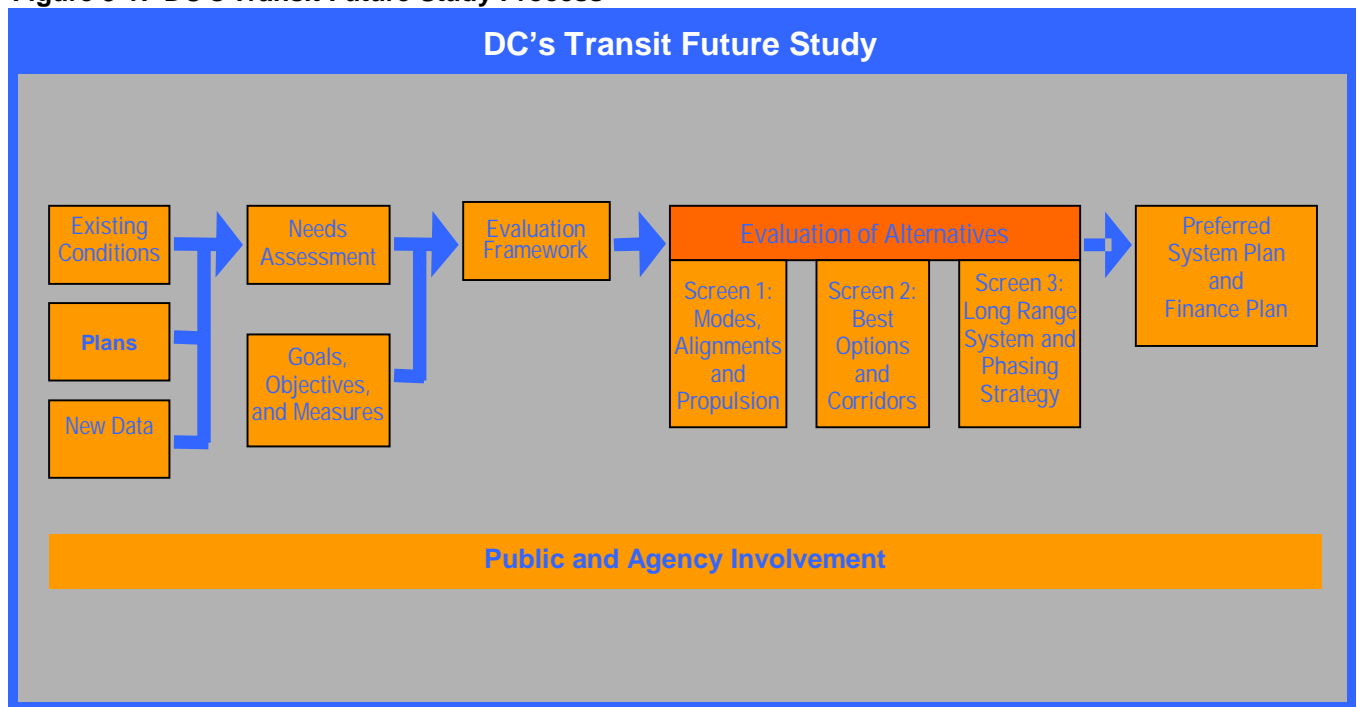 DC's Transit Future Study
Existing
Conditions
Plans
New Data
Needs
Assessment
Goals,
Objectives,
and Measures
Evaluation
Framework
Evaluation of Alternatives
Screen 1:
Modes,
Alignments
and
Propulsion
Screen 2:
Best
Options
and
Corridors
Screen 3:
Long Range
System and
Phasing
Strategy
Preferred
System Plan
and
Finance Plan
Public and Agency Involvement